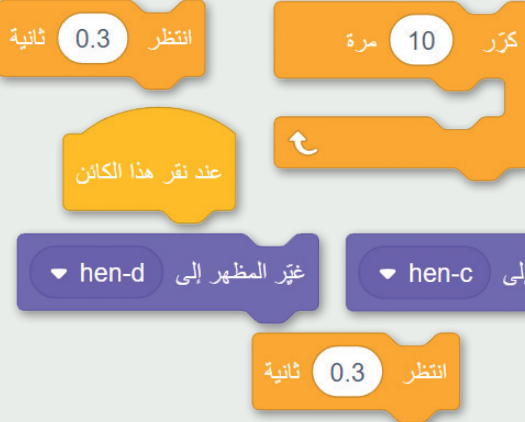 كرّر 10 مرة
انتظر 0.3 ثانية
عند نقر هذا الكائن
إلى hen-c
غيّر المظهر إلى hen-d
انتظر 0.3 ثانية